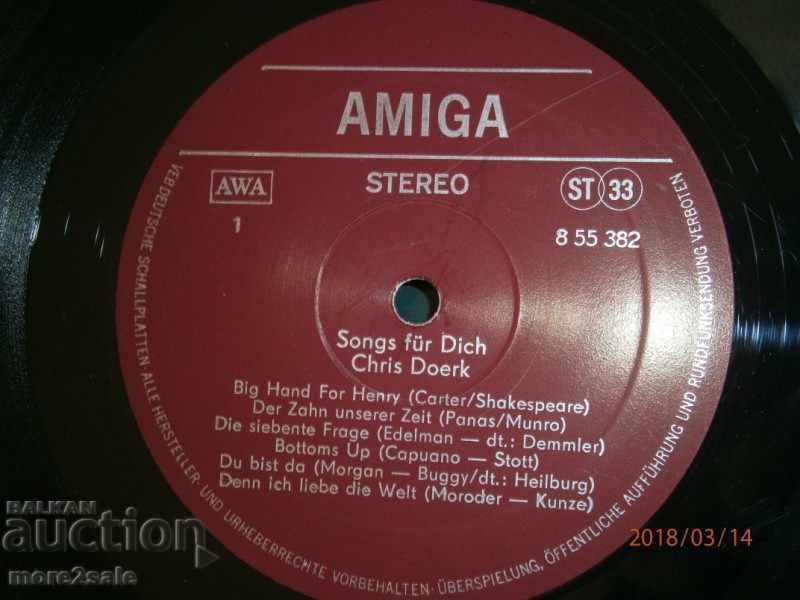 AMIGA
AWA
STEREO
ST 33
1
8 55 382
Songs für Dich
Chris Doerk
Big Hand For Henry (Carter/Shakespeare)
Der Zahn unserer Zeit (Panas/Munro)
Die siebente Frage (Edelman — dt.: Demmler)
Bottoms Up (Capuano — Stott)
Du bist da (Morgan — Buggy/dt.: Heilburg)
Denn ich liebe die Welt (Moroder — Kunze)
VEB DEUTSCHE SCHALLPLATTEN · ALLE HERSTELLER- UND URHEBERRECHTE VORBEHALTEN · ÜBERSPIELUNG, ÖFFENTLICHE AUFFÜHRUNG UND RUNDFUNKSENDUNG VERBOTEN
2018/03/14
BALKAN
auction
more2sale